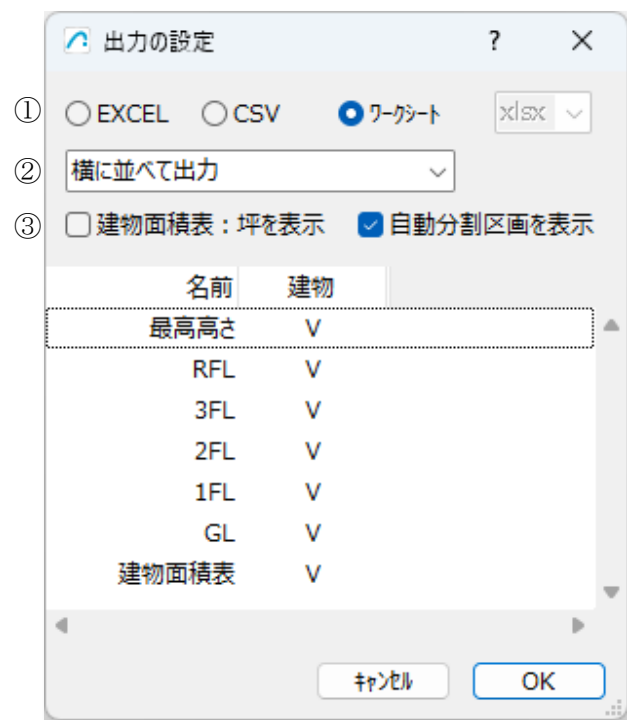 出力の設定 ? ×
① EXCEL CSV ワークシート xlsx
② 横に並べて出力
③ 建物面積表：坪を表示 自動分割区画を表示
名前 建物
最高高さ V
RFL V
3FL V
2FL V
1FL V
GL V
建物面積表 V
キャンセル OK